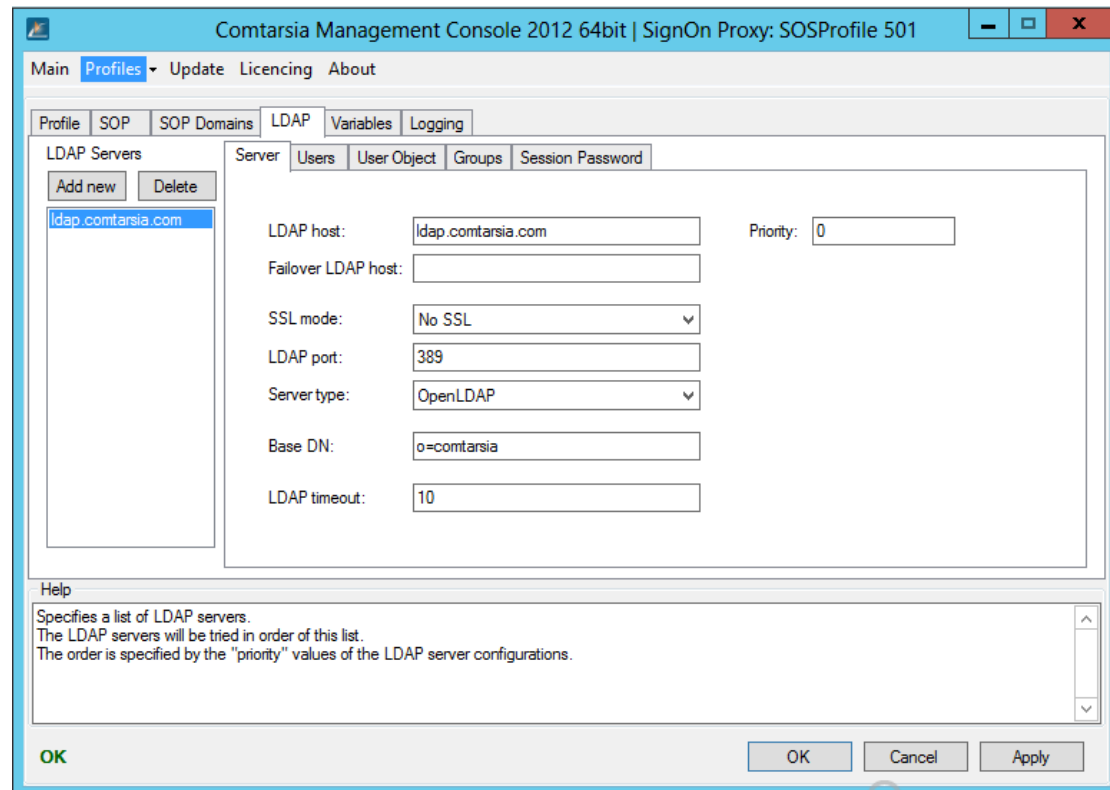 Comtarsia Management Console 2012 64bit | SignOn Proxy: SOSProfile 501
Main Profiles Update Licencing About
Profile SOP SOP Domains LDAP Variables Logging
LDAP Servers
Server Users User Object Groups Session Password
Add new Delete
ldap.comtarsia.com
LDAP host: ldap.comtarsia.com Priority: 0
Failover LDAP host:
SSL mode: No SSL
LDAP port: 389
Server type: OpenLDAP
Base DN: o=comtarsia
LDAP timeout: 10
Help
Specifies a list of LDAP servers.
The LDAP servers will be tried in order of this list.
The order is specified by the "priority" values of the LDAP server configurations.
OK
OK Cancel Apply